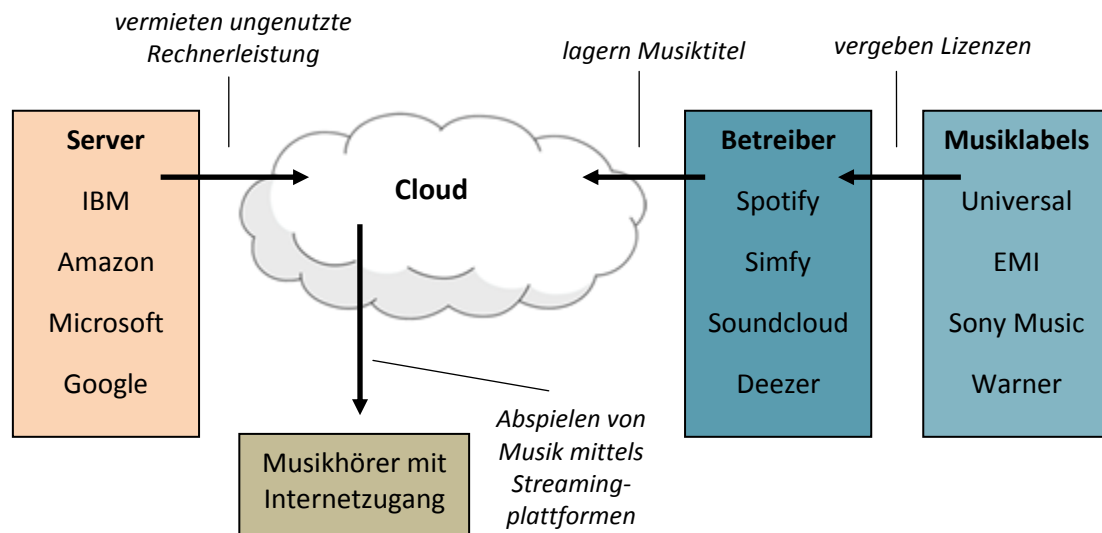 vermieten ungenutzte
Rechnerleistung
lagern Musiktitel
vergeben Lizenzen
Server
IBM
Amazon
Microsoft
Google
Cloud
Betreiber
Spotify
Simfy
Soundcloud
Deezer
Musiklabels
Universal
EMI
Sony Music
Warner
Musikhörer mit
Internetzugang
Abspielen von
Musik mittels
Streaming-
plattformen